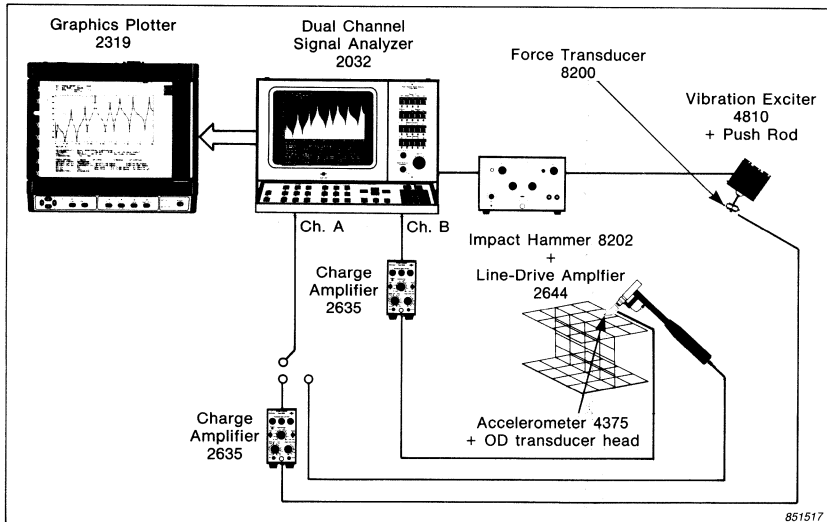 Graphics Plotter
2319
Dual Channel
Signal Analyzer
2032
Force Transducer
8200
Vibration Exciter
4810
+ Push Rod
Ch. A
Ch. B
Charge
Amplifier
2635
Impact Hammer 8202
+
Line-Drive Amplfier
2644
Charge
Amplifier
2635
Accelerometer 4375
+ OD transducer head
851517